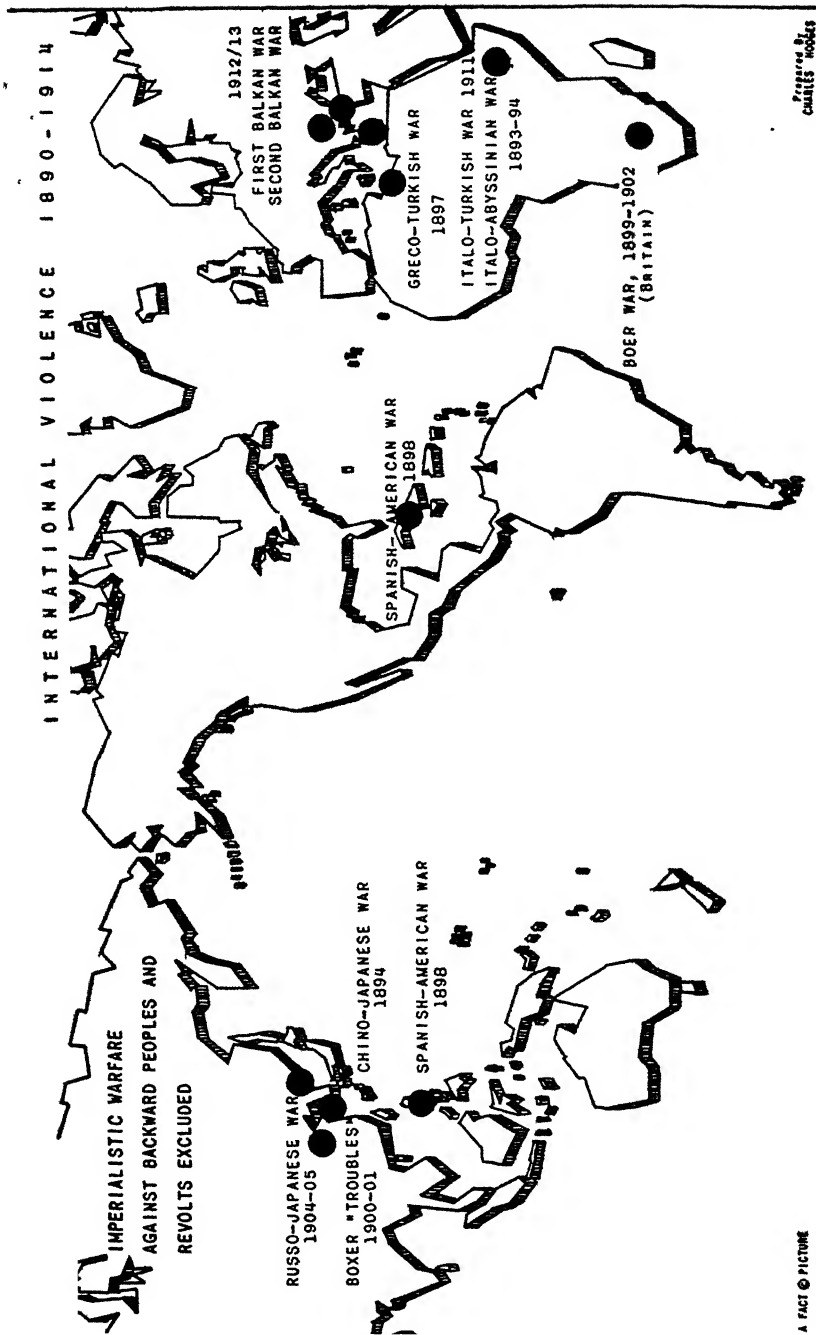 INTERNATIONAL VIOLENCE 1890-1914
IMPERIALISTIC WARFARE
AGAINST BACKWARD PEOPLES AND
REVOLTS EXCLUDED
RUSSO-JAPANESE WAR
1904-05
BOXER "TROUBLES"
1900-01
CHINO-JAPANESE WAR
1894
SPANISH-AMERICAN WAR
1898
SPANISH-AMERICAN WAR
1898
1912/13
FIRST BALKAN WAR
SECOND BALKAN WAR
GRECO-TURKISH WAR
1897
ITALO-TURKISH WAR 1911
ITALO-ABYSSINIAN WAR
1893-94
BOER WAR, 1899-1902
(BRITAIN)
A FACT © PICTURE
Prepared By
CHARLES HODGES